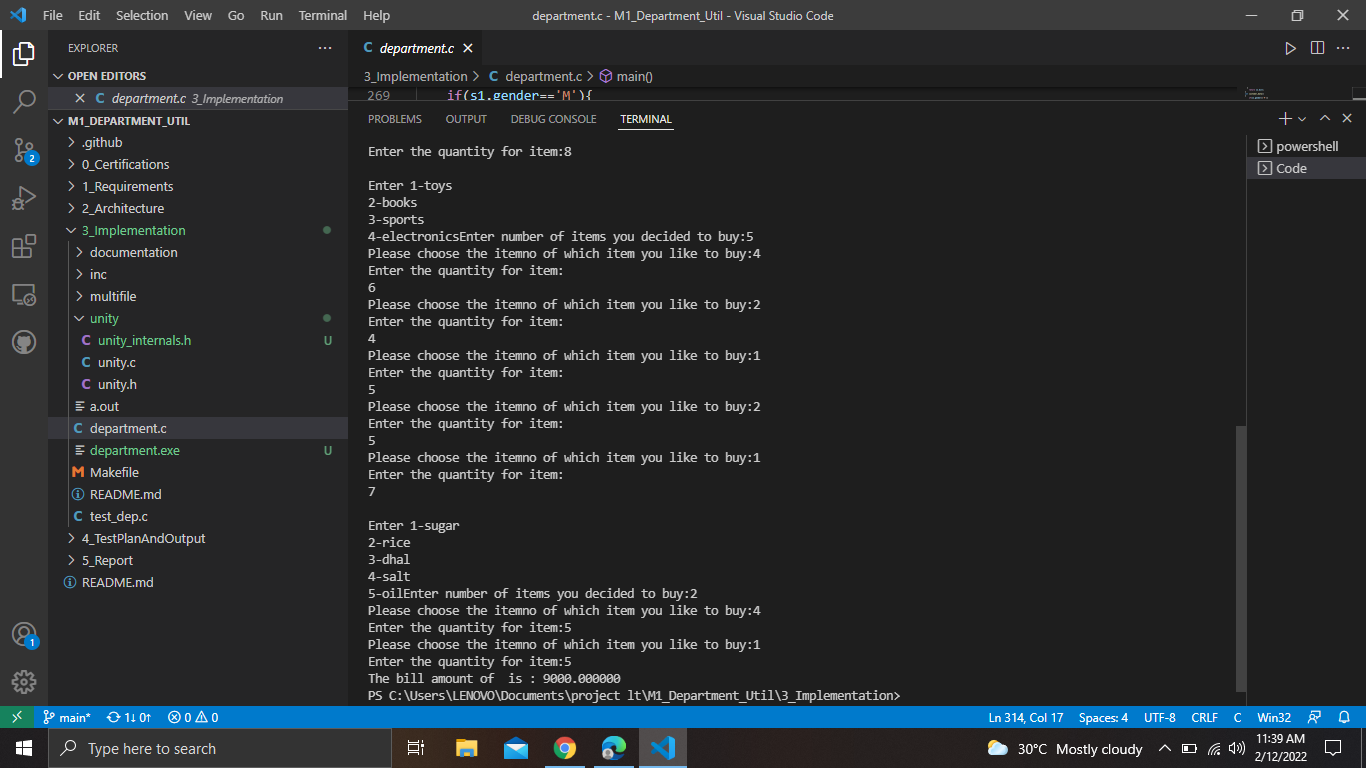 File Edit Selection View Go Run Terminal Help
department.c - M1_Department_Util - Visual Studio Code
EXPLORER
OPEN EDITORS
department.c 3_Implementation
M1_DEPARTMENT_UTIL
.github
0_Certifications
1_Requirements
2_Architecture
3_Implementation
documentation
inc
multifile
unity
C unity_internals.h U
C unity.c
C unity.h
a.out
C department.c
department.exe U
M Makefile
README.md
C test_dep.c
4_TestPlanAndOutput
5_Report
README.md
2
1
C department.c
3_Implementation > C department.c > main()
269 if(s1.gender=='M'){
PROBLEMS OUTPUT DEBUG CONSOLE TERMINAL
powershell
Code
Enter the quantity for item:8
Enter 1-toys
2-books
3-sports
4-electronicsEnter number of items you decided to buy:5
Please choose the itemno of which item you like to buy:4
Enter the quantity for item:
6
Please choose the itemno of which item you like to buy:2
Enter the quantity for item:
4
Please choose the itemno of which item you like to buy:1
Enter the quantity for item:
5
Please choose the itemno of which item you like to buy:2
Enter the quantity for item:
5
Please choose the itemno of which item you like to buy:1
Enter the quantity for item:
7
Enter 1-sugar
2-rice
3-dhal
4-salt
5-oilEnter number of items you decided to buy:2
Please choose the itemno of which item you like to buy:4
Enter the quantity for item:5
Please choose the itemno of which item you like to buy:1
Enter the quantity for item:5
The bill amount of  is : 9000.000000
PS C:\Users\LENOVO\Documents\project lt\M1_Department_Util\3_Implementation>
main* 1↓ 0↑ 0 0 Ln 314, Col 17 Spaces: 4 UTF-8 CRLF C Win32
Type here to search
30°C Mostly cloudy
11:39 AM
2/12/2022